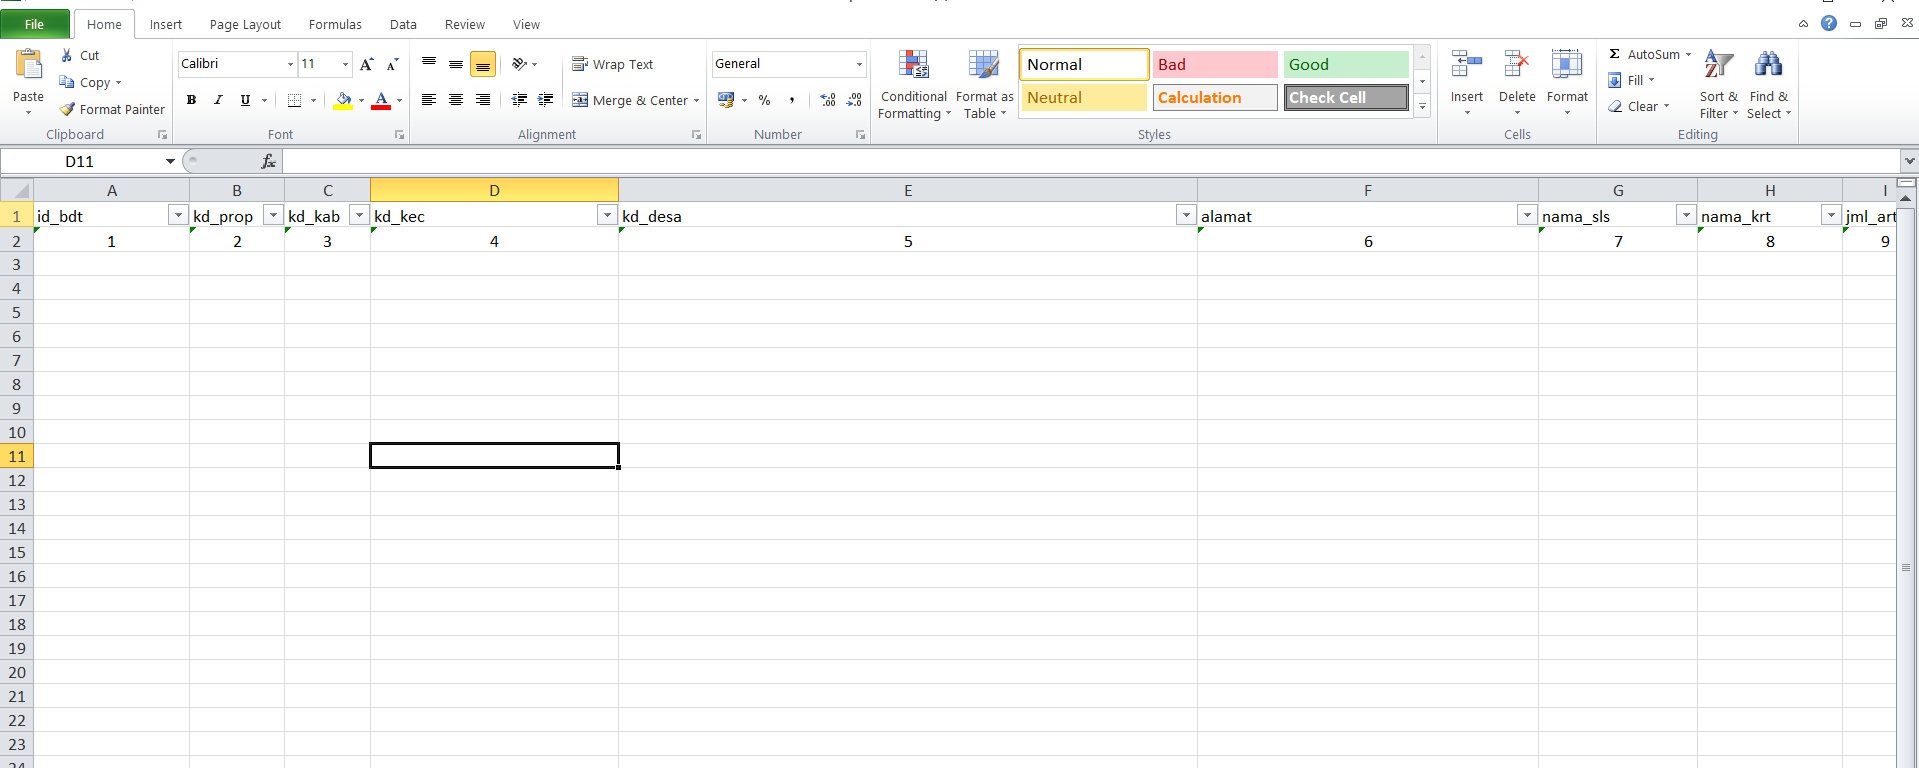 File Home Insert Page Layout Formulas Data Review View
Cut
Calibri 11 Wrap Text General Normal Bad Good AutoSum
Copy
Fill
Paste Format Painter B I U Merge & Center % , Conditional Formatting Format as Table Neutral Calculation Check Cell Insert Delete Format Clear Sort & Filter Find & Select
Clipboard Font Alignment Number Styles Cells Editing
D11 fx
A B C D E F G H I
1 id_bdt kd_prop kd_kab kd_kec kd_desa alamat nama_sls nama_krt jml_art
2 1 2 3 4 5 6 7 8 9
3
4
5
6
7
8
9
10
11
12
13
14
15
16
17
18
19
20
21
22
23
24